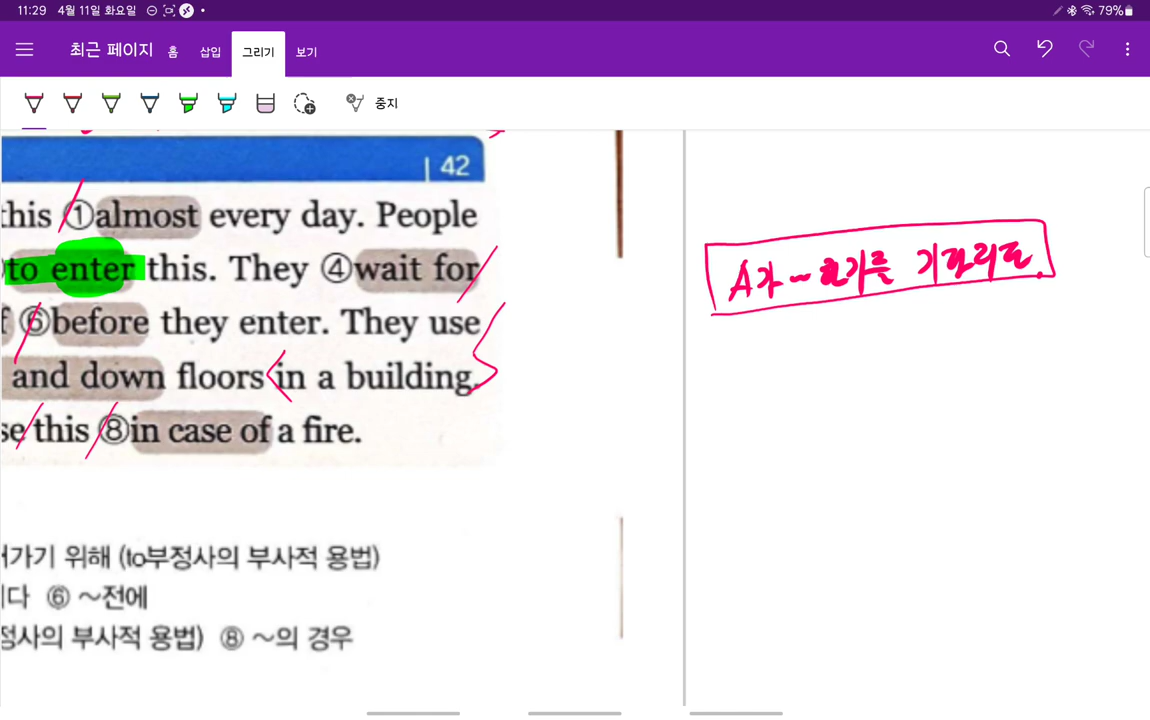 11:29 4월 11일 화요일 79%
최근 페이지 홈 삽입 그리기 보기
중지
42
this ①almost every day. People
to enter this. They ④wait for
⑥before they enter. They use
and down floors in a building.
se this ⑧in case of a fire.
A가 ~ 기다리는
가기 위해 (to부정사의 부사적 용법)
다 ⑥ ~전에
정사의 부사적 용법) ⑧ ~의 경우